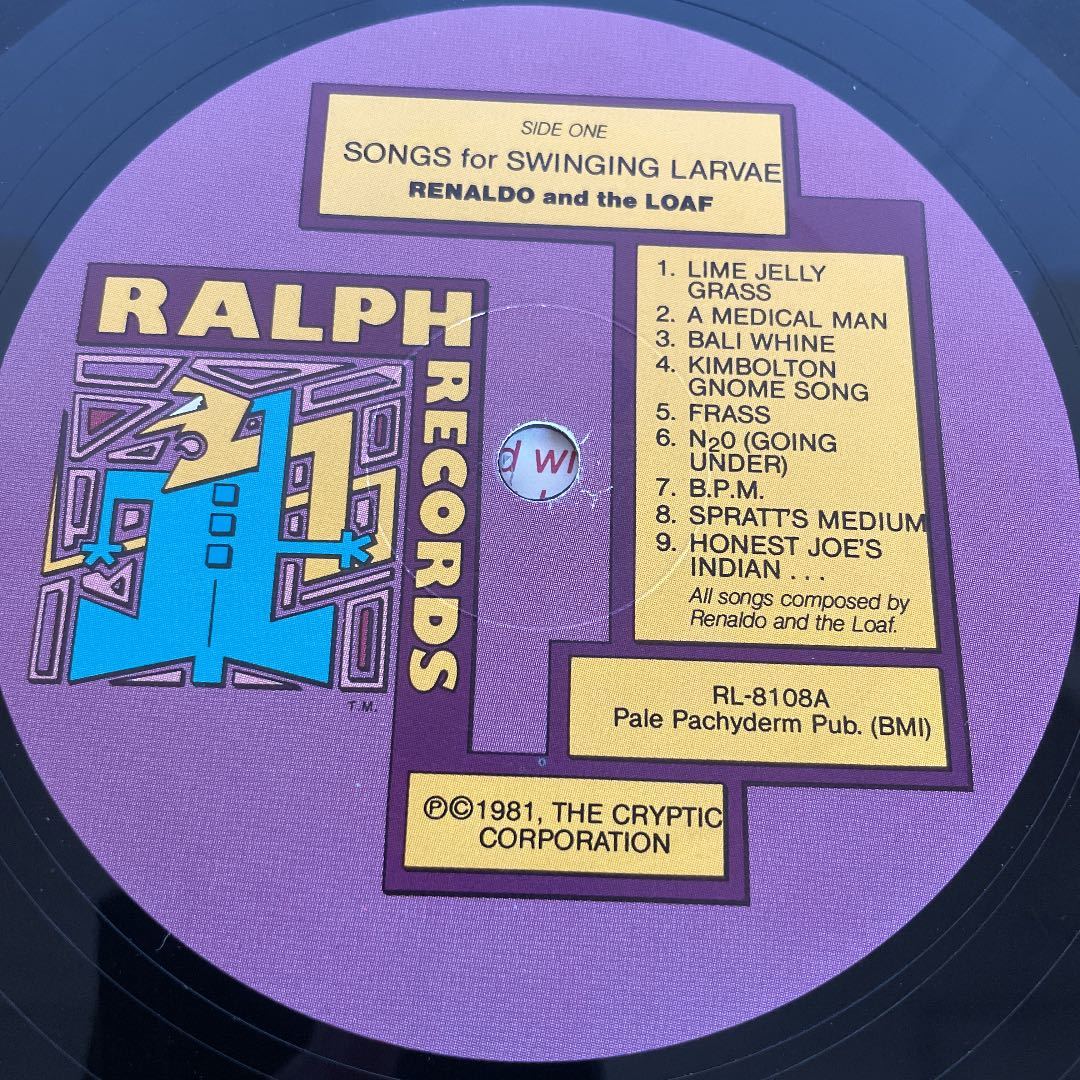 SIDE ONE
SONGS for SWINGING LARVAE
RENALDO and the LOAF
RALPH
RECORDS
T.M.
1. LIME JELLY
GRASS
2. A MEDICAL MAN
3. BALI WHINE
4. KIMBOLTON
GNOME SONG
5. FRASS
6. N₂0 (GOING
UNDER)
7. B.P.M.
8. SPRATT'S MEDIUM
9. HONEST JOE'S
INDIAN . . .
All songs composed by
Renaldo and the Loaf.
d wi
RL-8108A
Pale Pachyderm Pub. (BMI)
℗©1981, THE CRYPTIC
CORPORATION